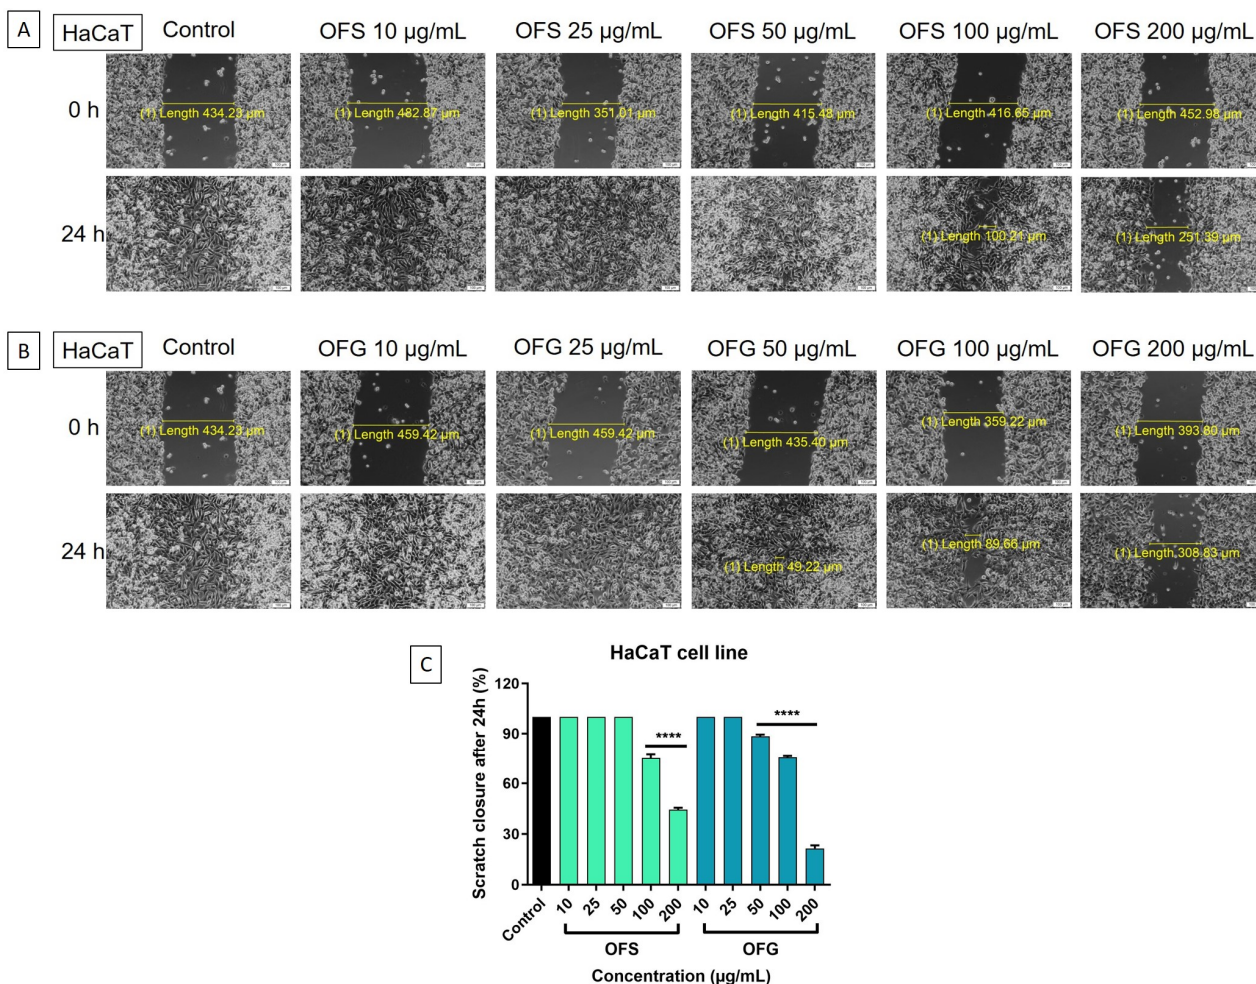 A
HaCaT
Control
OFS 10 µg/mL
OFS 25 µg/mL
OFS 50 µg/mL
OFS 100 µg/mL
OFS 200 µg/mL
0 h
(1) Length 434.23 µm
(1) Length 482.87 µm
(1) Length 351.01 µm
(1) Length 415.48 µm
(1) Length 416.65 µm
(1) Length 452.98 µm
24 h
(1) Length 100.21 µm
(1) Length 251.39 µm
B
HaCaT
Control
OFG 10 µg/mL
OFG 25 µg/mL
OFG 50 µg/mL
OFG 100 µg/mL
OFG 200 µg/mL
0 h
(1) Length 434.23 µm
(1) Length 459.42 µm
(1) Length 459.42 µm
(1) Length 435.40 µm
(1) Length 359.22 µm
(1) Length 393.80 µm
24 h
(1) Length 49.22 µm
(1) Length 89.66 µm
(1) Length 308.83 µm
C
HaCaT cell line
Scratch closure after 24h (%)
120
90
60
30
0
****
****
Control
10
25
50
100
200
10
25
50
100
200
OFS
OFG
Concentration (µg/mL)